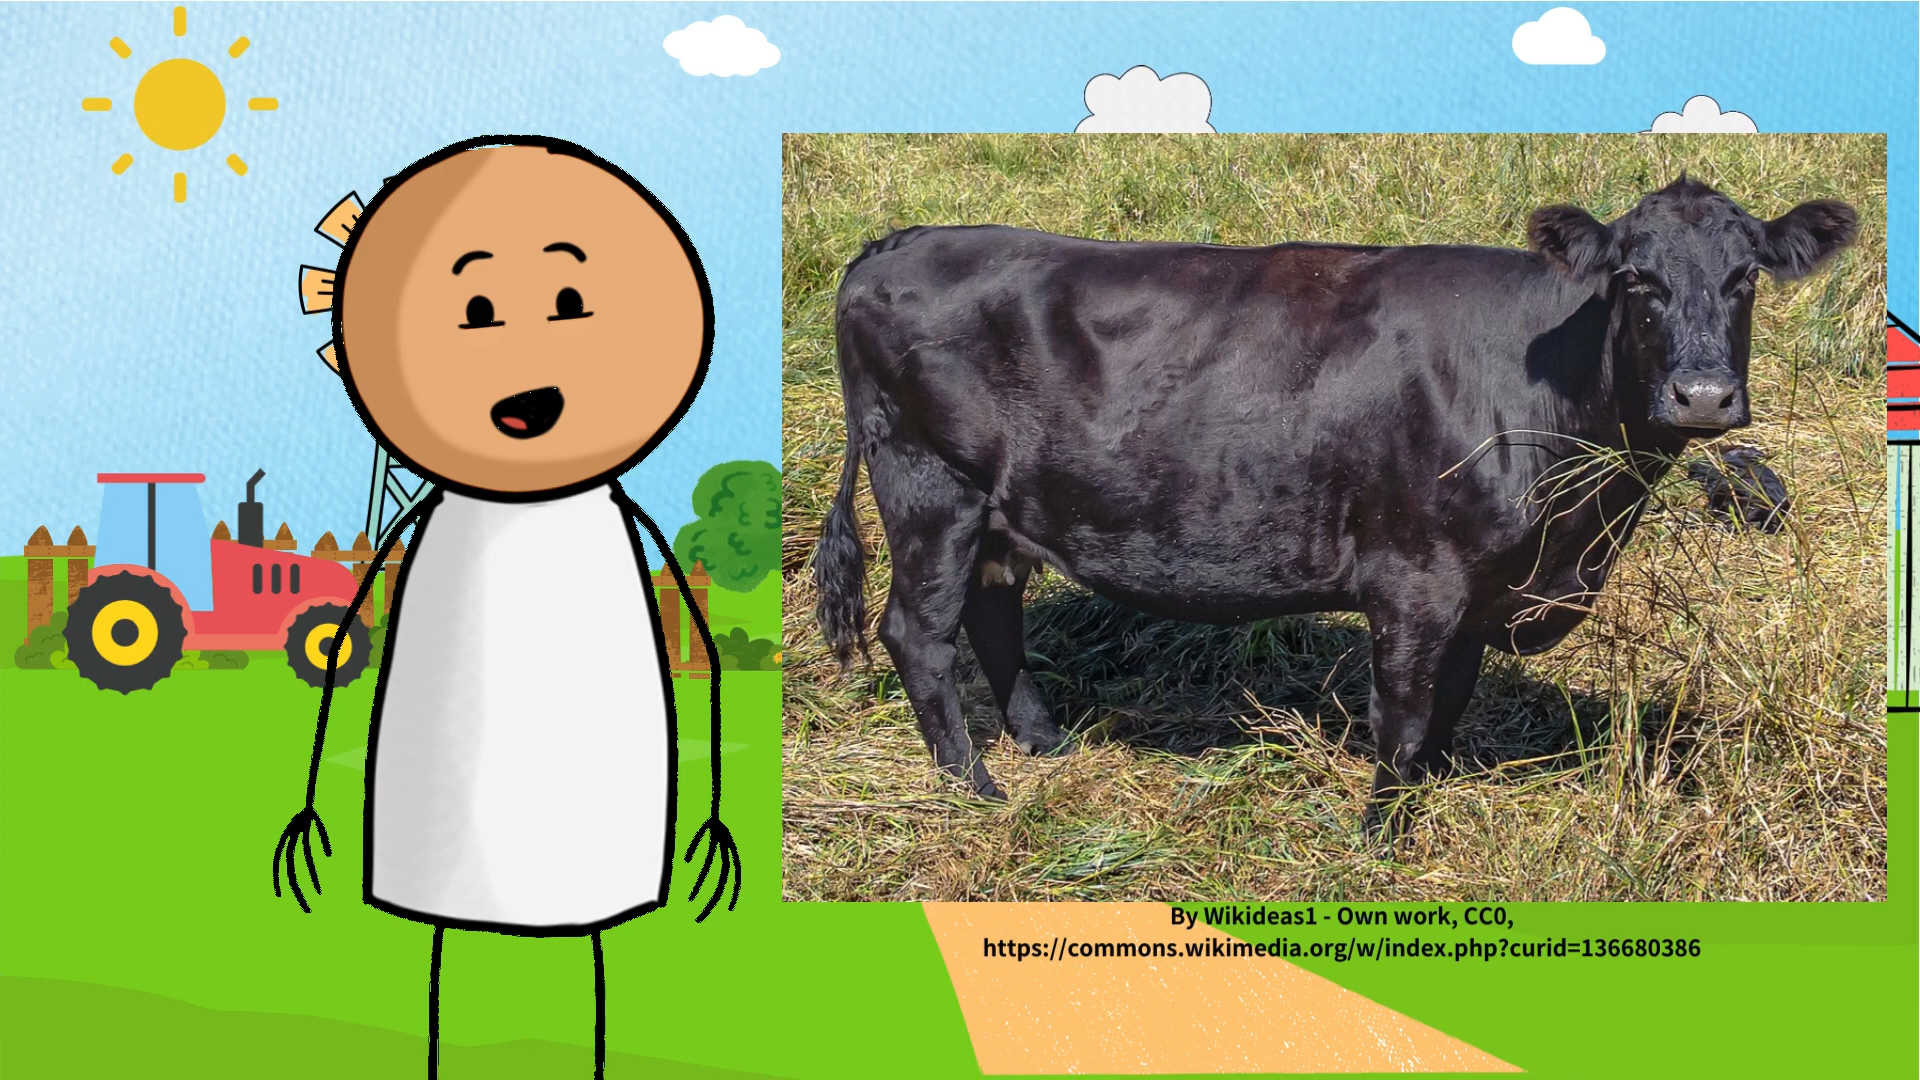 By Wikideas1 - Own work, CC0,
https://commons.wikimedia.org/w/index.php?curid=136680386